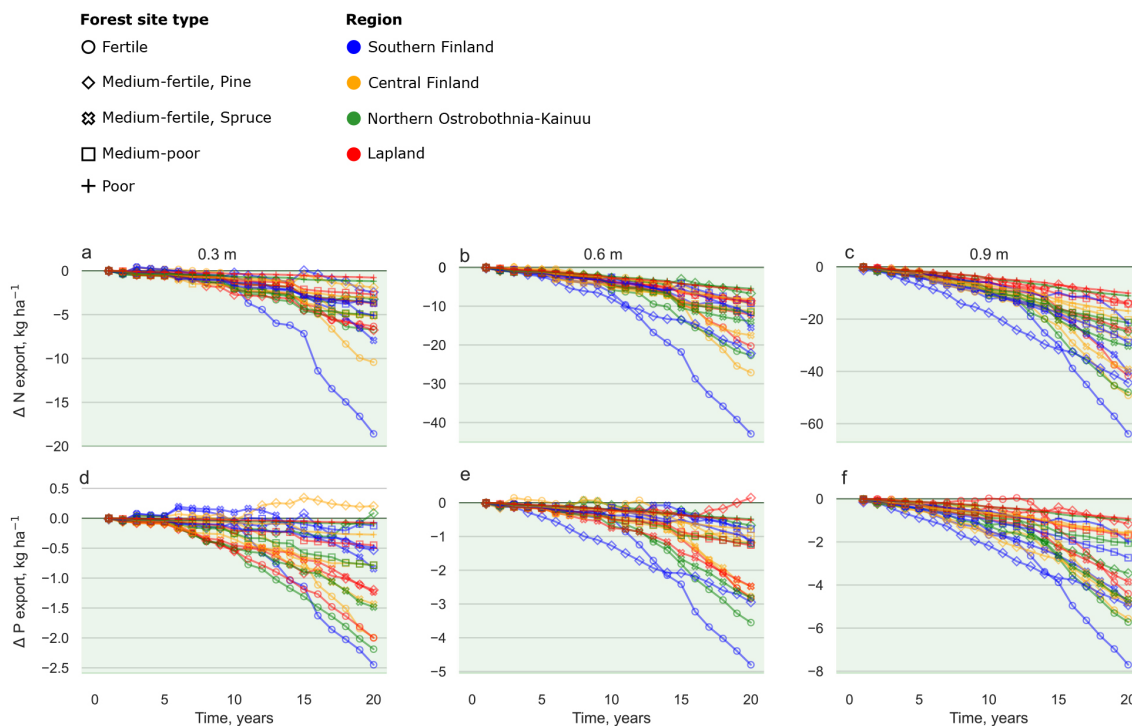 Forest site type
Region
Fertile
Southern Finland
Medium-fertile, Pine
Central Finland
Medium-fertile, Spruce
Northern Ostrobothnia-Kainuu
Medium-poor
Lapland
Poor
a
0.3 m
b
0.6 m
c
0.9 m
Δ N export, kg ha⁻¹
0
−5
−10
−15
−20
0
−10
−20
−30
−40
0
−20
−40
−60
d
e
f
Δ P export, kg ha⁻¹
0.5
0.0
−0.5
−1.0
−1.5
−2.0
−2.5
0
−1
−2
−3
−4
−5
0
−2
−4
−6
−8
0 5 10 15 20
0 5 10 15 20
0 5 10 15 20
Time, years
Time, years
Time, years